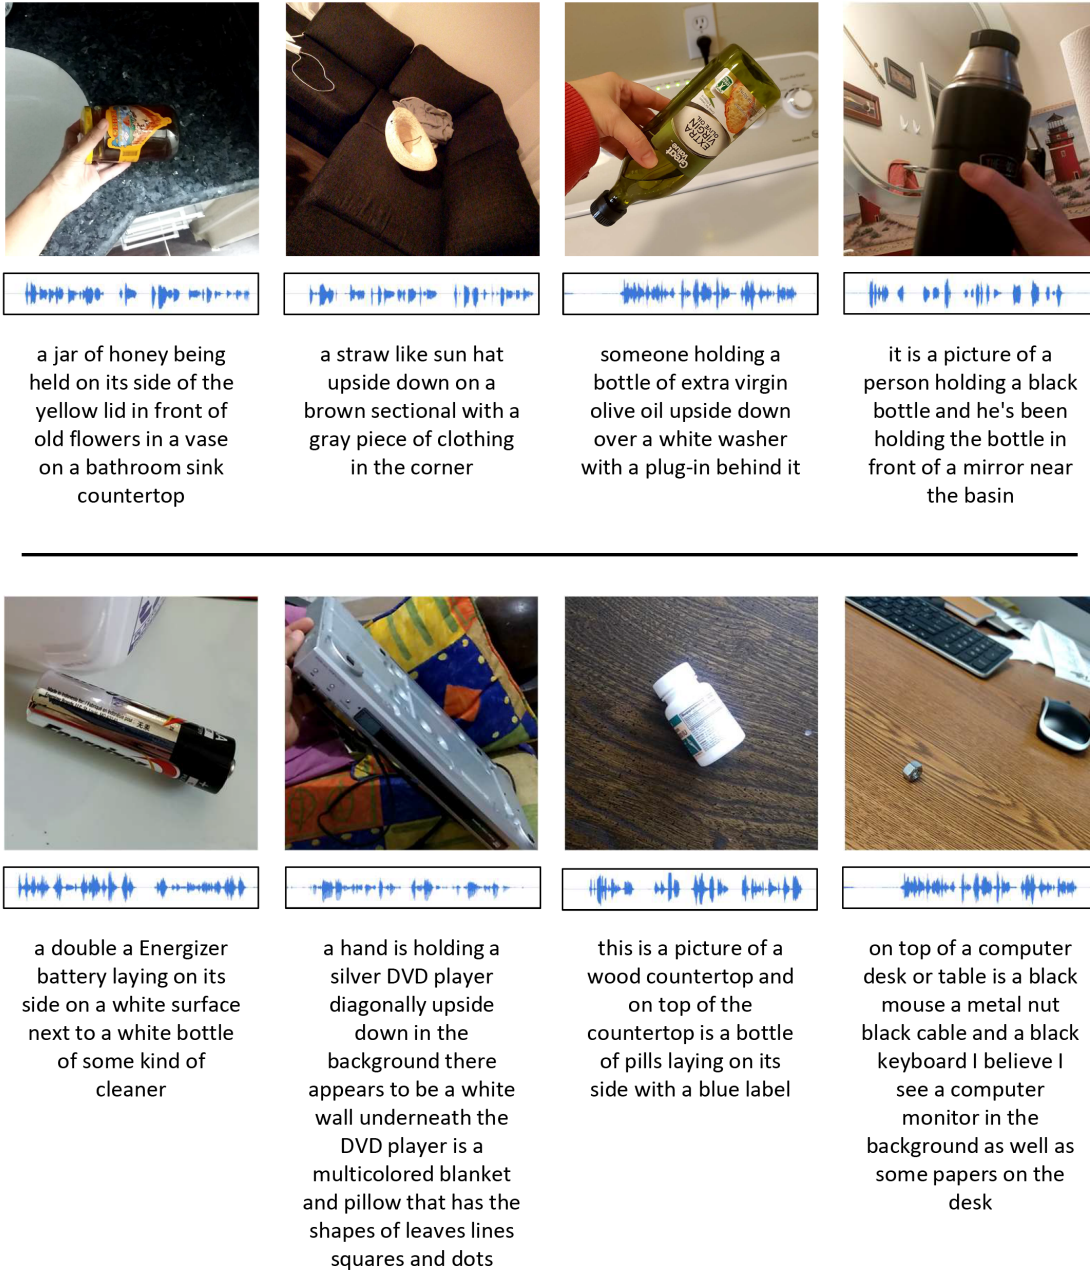 EXTRA
VIRGIN
OLIVE OIL
Great
Value
a jar of honey being
held on its side of the
yellow lid in front of
old flowers in a vase
on a bathroom sink
countertop
a straw like sun hat
upside down on a
brown sectional with a
gray piece of clothing
in the corner
someone holding a
bottle of extra virgin
olive oil upside down
over a white washer
with a plug-in behind it
it is a picture of a
person holding a black
bottle and he's been
holding the bottle in
front of a mirror near
the basin
a double a Energizer
battery laying on its
side on a white surface
next to a white bottle
of some kind of
cleaner
a hand is holding a
silver DVD player
diagonally upside
down in the
background there
appears to be a white
wall underneath the
DVD player is a
multicolored blanket
and pillow that has the
shapes of leaves lines
squares and dots
this is a picture of a
wood countertop and
on top of the
countertop is a bottle
of pills laying on its
side with a blue label
on top of a computer
desk or table is a black
mouse a metal nut
black cable and a black
keyboard I believe I
see a computer
monitor in the
background as well as
some papers on the
desk